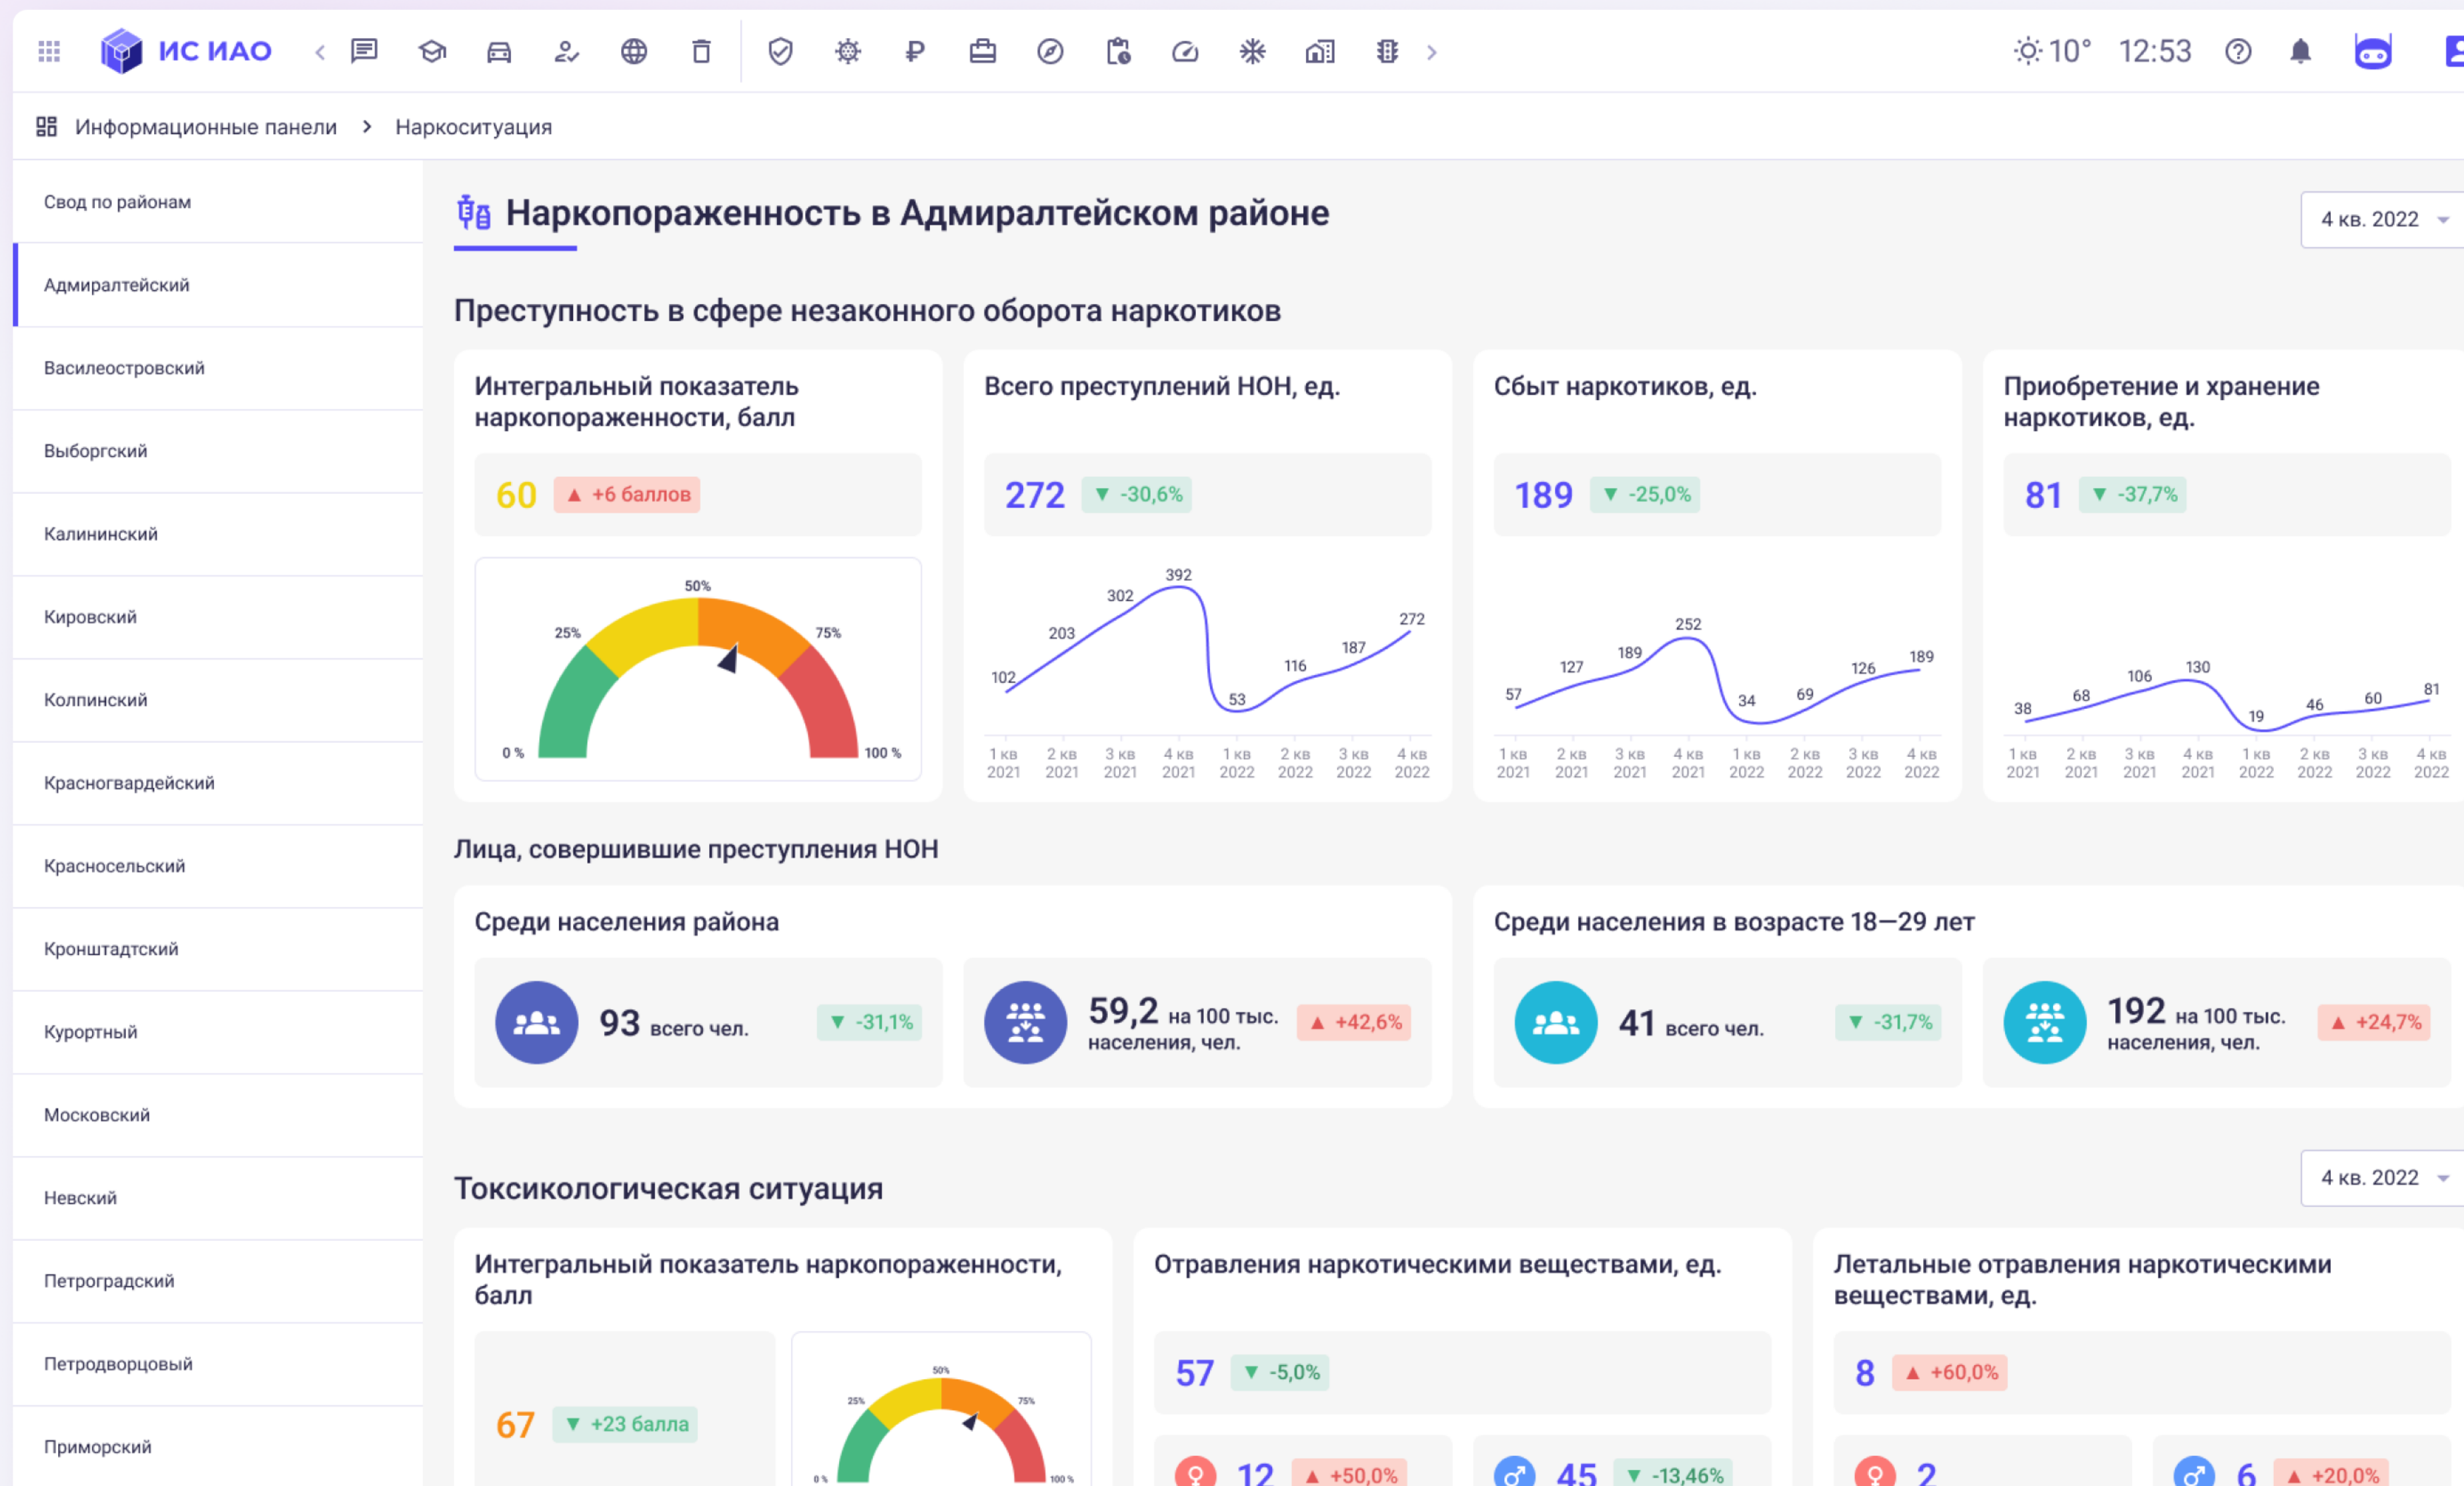 ИС ИАО
10°
12:53
Информационные панели
Наркоситуация
Свод по районам
Адмиралтейский
Василеостровский
Выборгский
Калининский
Кировский
Колпинский
Красногвардейский
Красносельский
Кронштадтский
Курортный
Московский
Невский
Петроградский
Петродворцовый
Приморский
Наркопораженность в Адмиралтейском районе
4 кв. 2022
Преступность в сфере незаконного оборота наркотиков
Интегральный показатель
наркопораженности, балл
60 ▲ +6 баллов
50%
25% 75%
0 % 100 %
Всего преступлений НОН, ед.
272 ▼ -30,6%
102 203 302 392 53 116 187 272
1 кв 2 кв 3 кв 4 кв 1 кв 2 кв 3 кв 4 кв
2021 2021 2021 2021 2022 2022 2022 2022
Сбыт наркотиков, ед.
189 ▼ -25,0%
57 127 189 252 34 69 126 189
1 кв 2 кв 3 кв 4 кв 1 кв 2 кв 3 кв 4 кв
2021 2021 2021 2021 2022 2022 2022 2022
Приобретение и хранение
наркотиков, ед.
81 ▼ -37,7%
38 68 106 130 19 46 60 81
1 кв 2 кв 3 кв 4 кв 1 кв 2 кв 3 кв 4 кв
2021 2021 2021 2021 2022 2022 2022 2022
Лица, совершившие преступления НОН
Среди населения района
93 всего чел. ▼ -31,1%
59,2 на 100 тыс.
населения, чел.
▲ +42,6%
Среди населения в возрасте 18—29 лет
41 всего чел. ▼ -31,7%
192 на 100 тыс.
населения, чел.
▲ +24,7%
Токсикологическая ситуация
4 кв. 2022
Интегральный показатель наркопораженности,
балл
67 ▼ +23 балла
50%
25% 75%
0 % 100 %
Отравления наркотическими веществами, ед.
57 ▼ -5,0%
12 ▲ +50,0%
45 ▼ -13,46%
Летальные отравления наркотическими
веществами, ед.
8 ▲ +60,0%
2
6 ▲ +20,0%